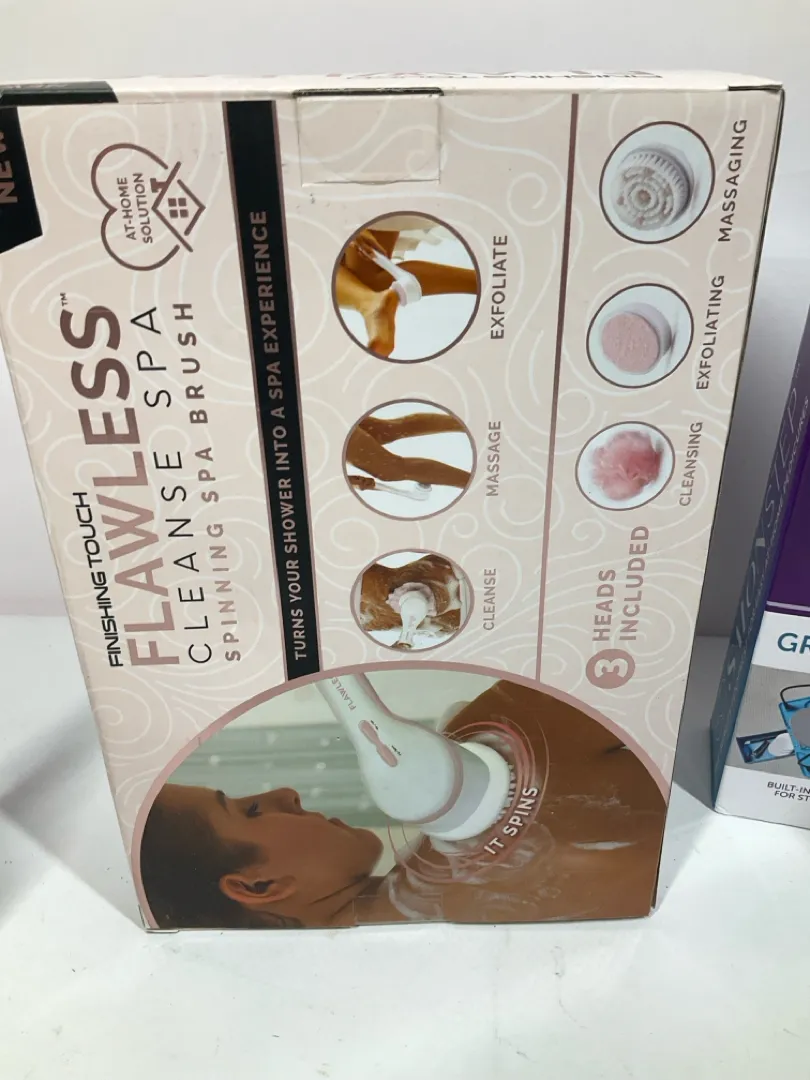 NEW
FINISHING TOUCH
FLAWLESS™
CLEANSE SPA
SPINNING SPA BRUSH
AT-HOME
SOLUTION
TURNS YOUR SHOWER INTO A SPA EXPERIENCE
CLEANSE
MASSAGE
EXFOLIATE
3 HEADS
INCLUDED
CLEANSING
EXFOLIATING
MASSAGING
IT SPINS
GR
BUILT-IN
FOR ST